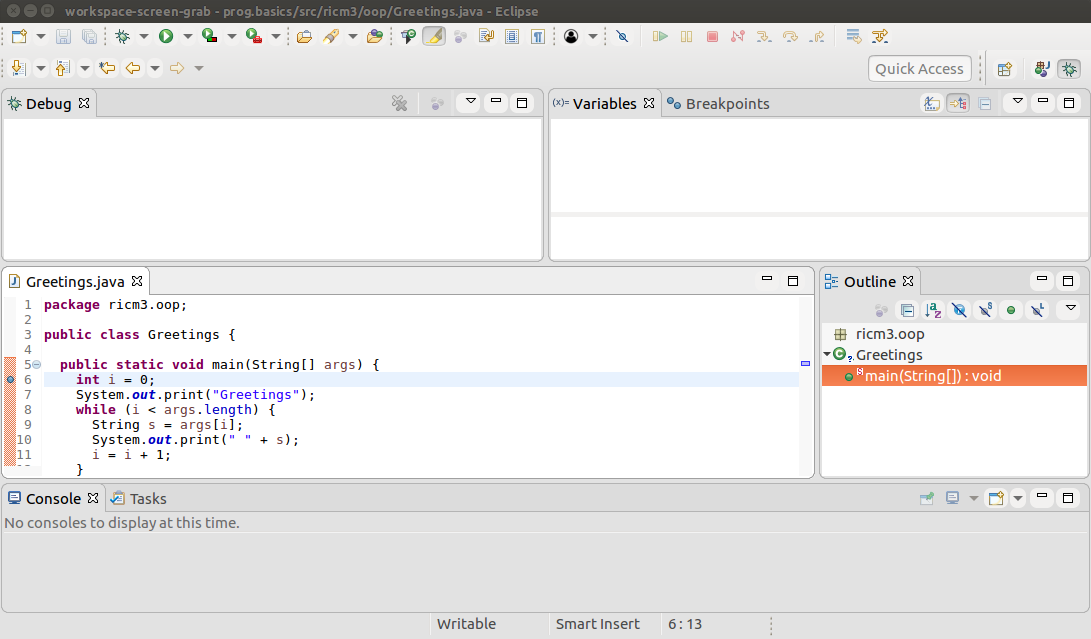 workspace-screen-grab - prog.basics/src/ricm3/oop/Greetings.java - Eclipse
Quick Access
Debug
(x)= Variables
Breakpoints
Greetings.java
1 package ricm3.oop;
2
3 public class Greetings {
4
5 public static void main(String[] args) {
6 int i = 0;
7 System.out.print("Greetings");
8 while (i < args.length) {
9 String s = args[i];
10 System.out.print(" " + s);
11 i = i + 1;
}
Outline
ricm3.oop
Greetings
main(String[]) : void
Console
Tasks
No consoles to display at this time.
Writable
Smart Insert
6 : 13